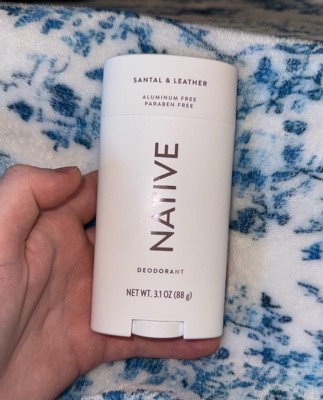 SANTAL & LEATHER
ALUMINUM FREE
PARABEN FREE
NATIVE
DEODORANT
NET WT. 3.1 OZ (88 g)